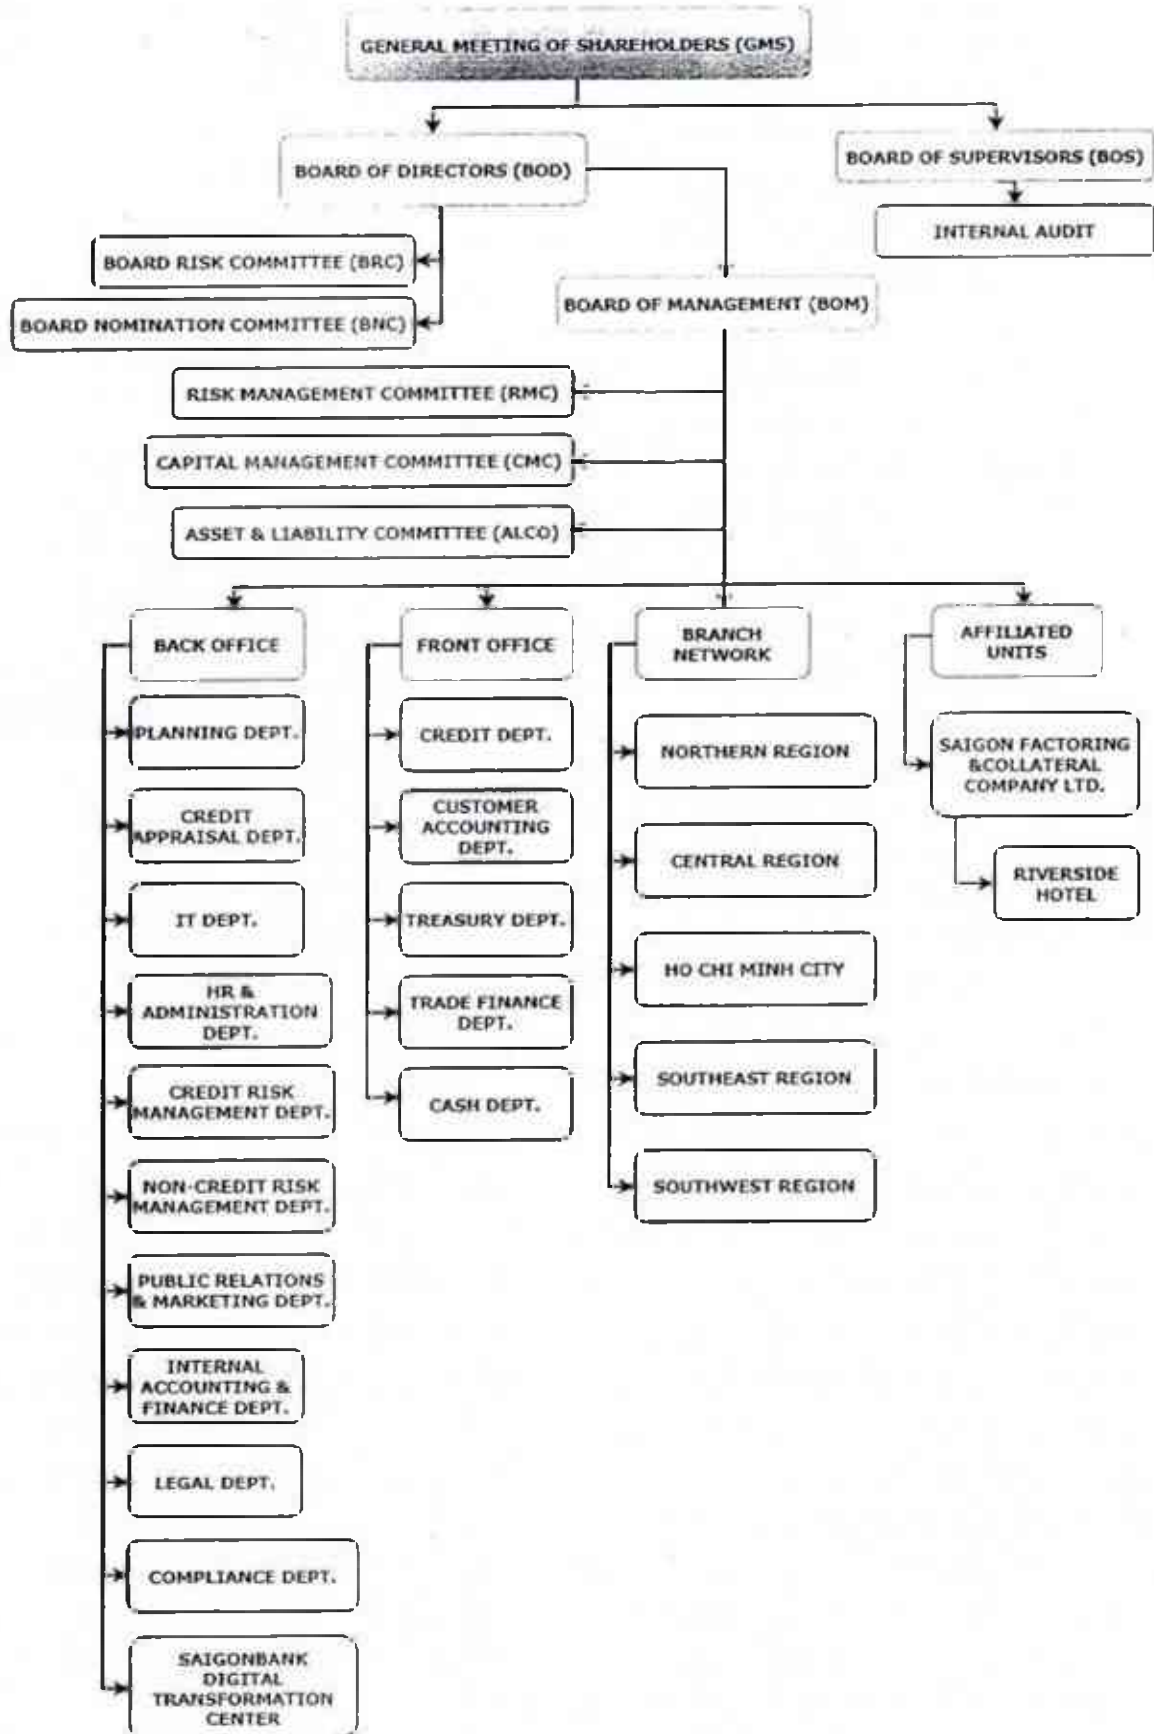 GENERAL MEETING OF SHAREHOLDERS (GMS)
BOARD OF DIRECTORS (BOD)
BOARD OF SUPERVISORS (BOS)
INTERNAL AUDIT
BOARD RISK COMMITTEE (BRC)
BOARD NOMINATION COMMITTEE (BNC)
BOARD OF MANAGEMENT (BOM)
RISK MANAGEMENT COMMITTEE (RMC)
CAPITAL MANAGEMENT COMMITTEE (CMC)
ASSET & LIABILITY COMMITTEE (ALCO)
BACK OFFICE
PLANNING DEPT.
CREDIT
APPRAISAL DEPT.
IT DEPT.
HR &
ADMINISTRATION
DEPT.
CREDIT RISK
MANAGEMENT DEPT.
NON-CREDIT RISK
MANAGEMENT DEPT.
PUBLIC RELATIONS
& MARKETING DEPT.
INTERNAL
ACCOUNTING &
FINANCE DEPT.
LEGAL DEPT.
COMPLIANCE DEPT.
SAIGONBANK
DIGITAL
TRANSFORMATION
CENTER
FRONT OFFICE
CREDIT DEPT.
CUSTOMER
ACCOUNTING
DEPT.
TREASURY DEPT.
TRADE FINANCE
DEPT.
CASH DEPT.
BRANCH
NETWORK
NORTHERN REGION
CENTRAL REGION
HO CHI MINH CITY
SOUTHEAST REGION
SOUTHWEST REGION
AFFILIATED
UNITS
SAIGON FACTORING
&COLLATERAL
COMPANY LTD.
RIVERSIDE
HOTEL